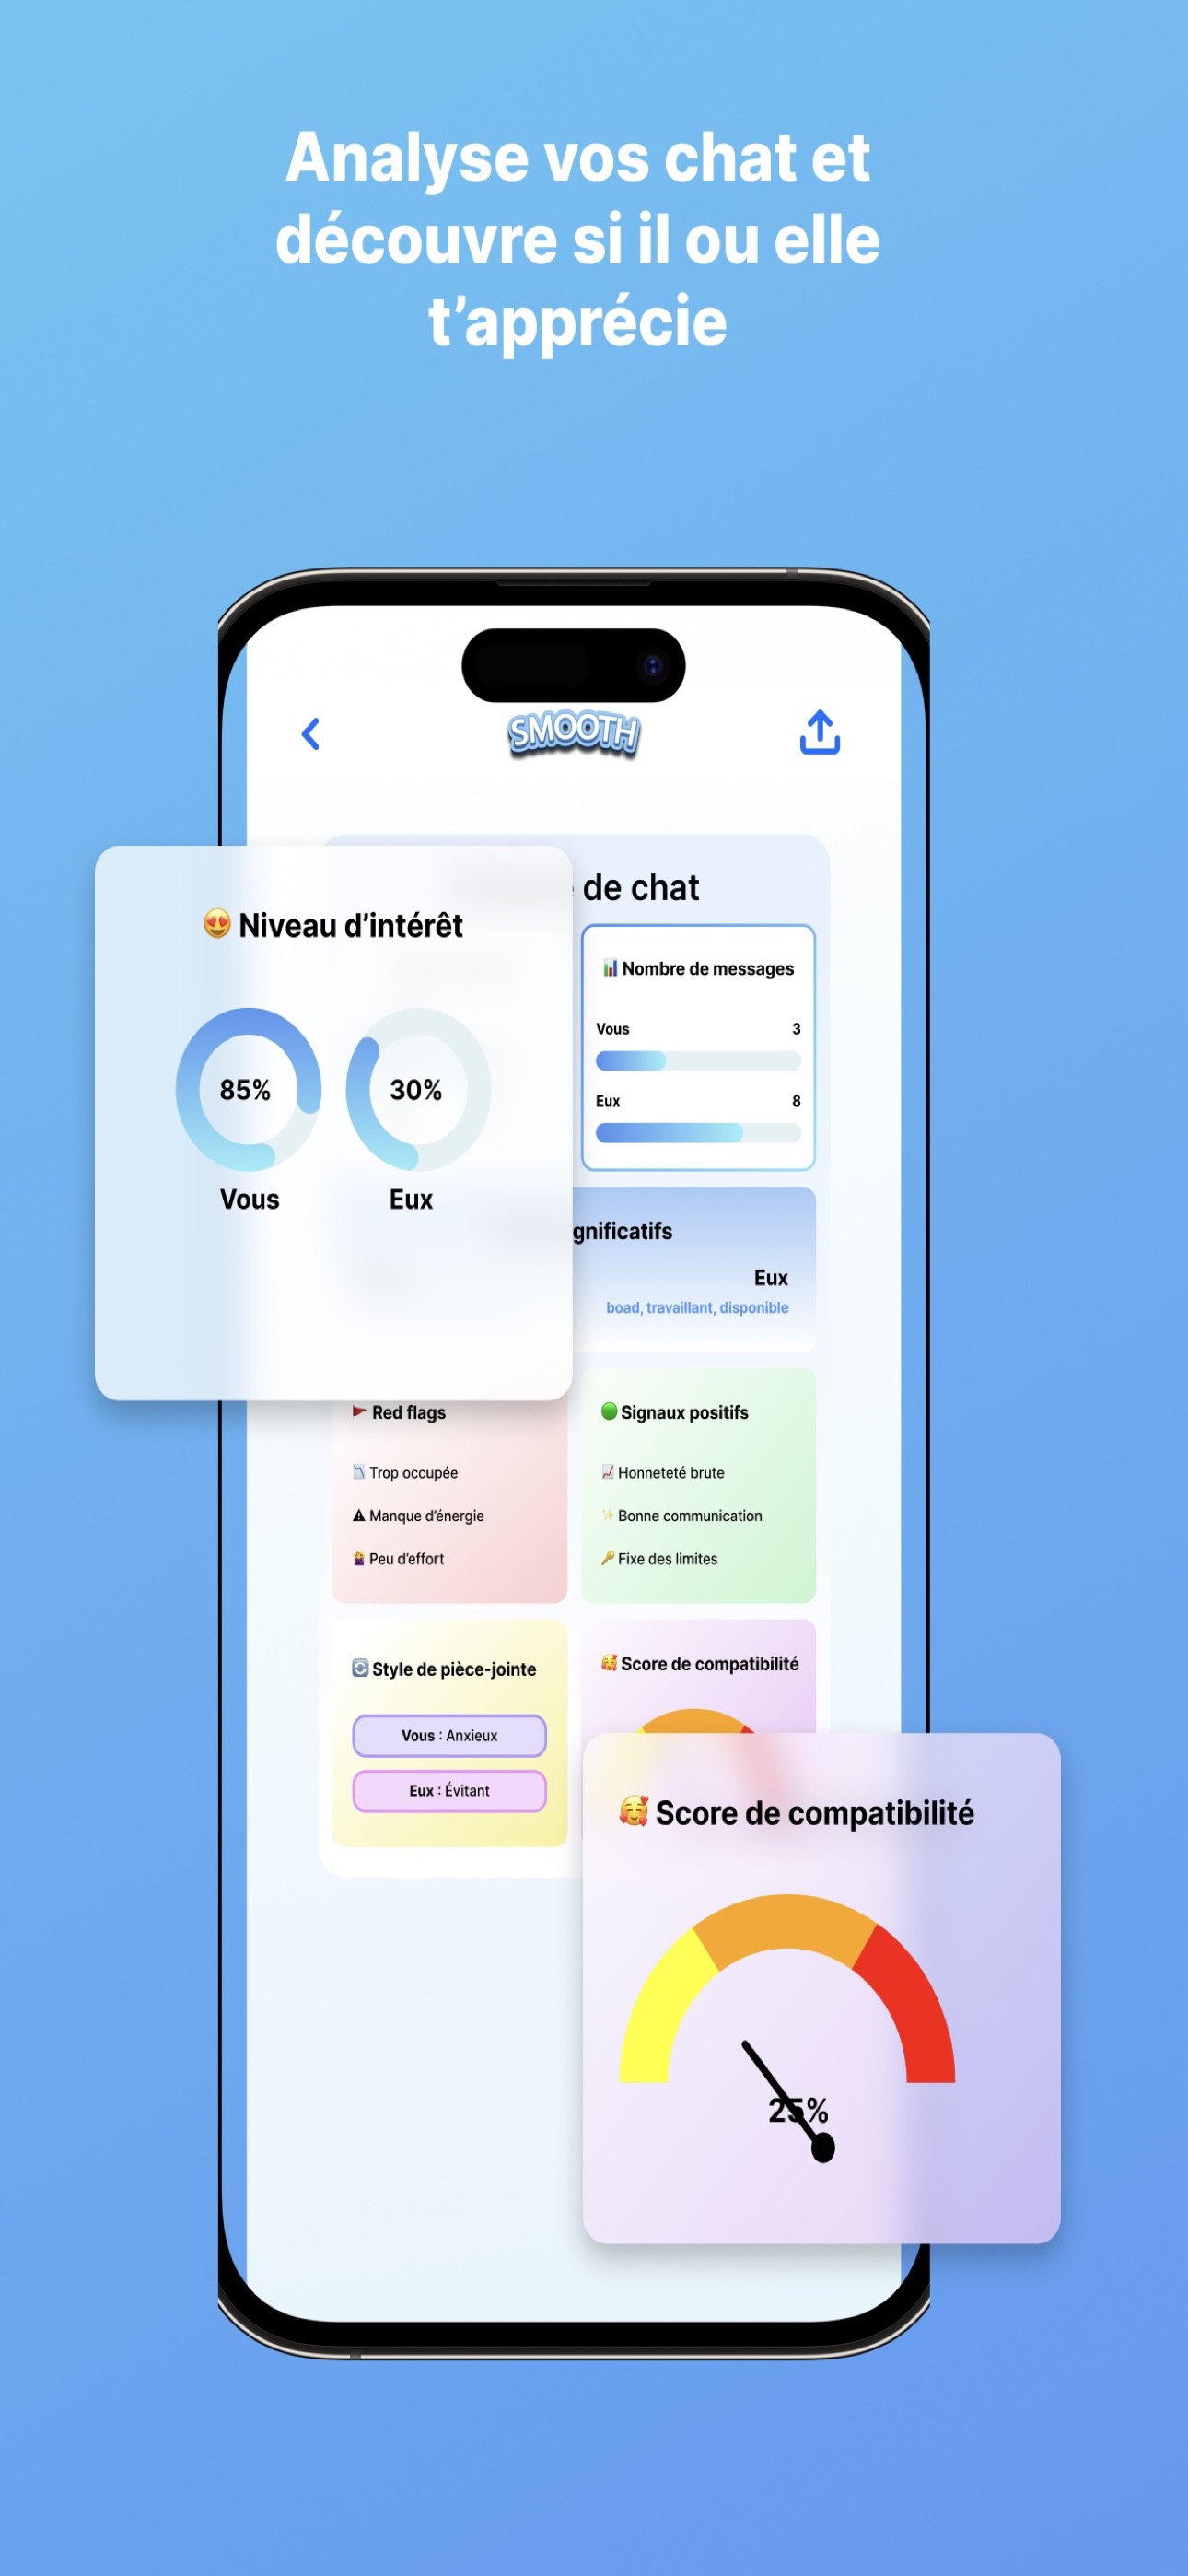 Analyse vos chat et
découvre si il ou elle
t’apprécie
SMOOTH
de chat
😍 Niveau d’intérêt
85%
30%
Vous
Eux
📊 Nombre de messages
Vous 3
Eux 8
gnificatifs
Eux
boad, travaillant, disponible
🚩 Red flags
📉 Trop occupée
⚠ Manque d’énergie
🤷‍♀️ Peu d’effort
🟢 Signaux positifs
📈 Honneteté brute
✨ Bonne communication
🔑 Fixe des limites
🔄 Style de pièce-jointe
Vous : Anxieux
Eux : Évitant
🥰 Score de compatibilité
🥰 Score de compatibilité
25%